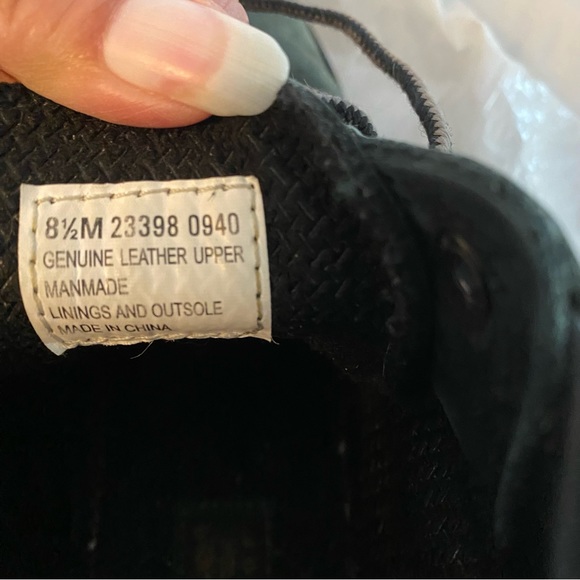 8½M 23398 0940
GENUINE LEATHER UPPER
MANMADE
LININGS AND OUTSOLE
MADE IN CHINA